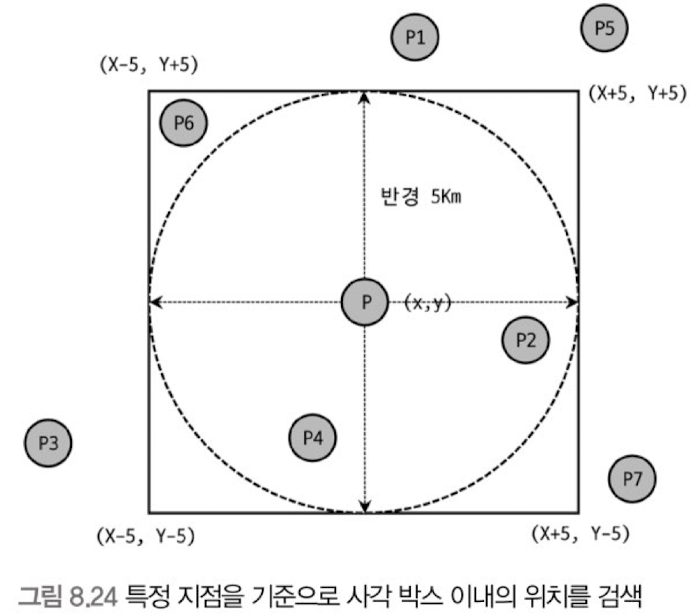 P1
P5
(X-5, Y+5)
(X+5, Y+5)
P6
반경 5Km
P
(x,y)
P2
P4
P3
P7
(X-5, Y-5)
(X+5, Y-5)
그림 8.24 특정 지점을 기준으로 사각 박스 이내의 위치를 검색